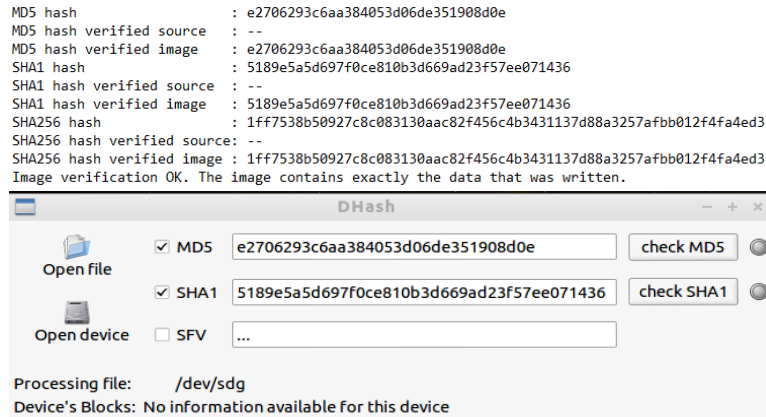 MD5 hash : e2706293c6aa384053d06de351908d0e
MD5 hash verified source : --
MD5 hash verified image : e2706293c6aa384053d06de351908d0e
SHA1 hash : 5189e5a5d697f0ce810b3d669ad23f57ee071436
SHA1 hash verified source : --
SHA1 hash verified image : 5189e5a5d697f0ce810b3d669ad23f57ee071436
SHA256 hash : 1ff7538b50927c8c083130aac82f456c4b3431137d88a3257afbb012f4fa4ed3
SHA256 hash verified source: --
SHA256 hash verified image : 1ff7538b50927c8c083130aac82f456c4b3431137d88a3257afbb012f4fa4ed3
Image verification OK. The image contains exactly the data that was written.
DHash
Open file
MD5 e2706293c6aa384053d06de351908d0e check MD5
SHA1 5189e5a5d697f0ce810b3d669ad23f57ee071436 check SHA1
Open device
SFV ...
Processing file: /dev/sdg
Device's Blocks: No information available for this device